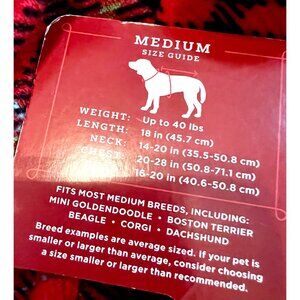 MEDIUM
SIZE GUIDE
WEIGHT: Up to 40 lbs
LENGTH: 18 in (45.7 cm)
NECK: 14-20 in (35.5-50.8 cm)
CHEST: 20-28 in (50.8-71.1 cm)
16-20 in (40.6-50.8 cm)
FITS MOST MEDIUM BREEDS, INCLUDING:
MINI GOLDENDOODLE • BOSTON TERRIER
BEAGLE • CORGI • DACHSHUND
Breed examples are average sized. if your pet is
smaller or larger than average, consider choosing
a size smaller or larger than recommended.